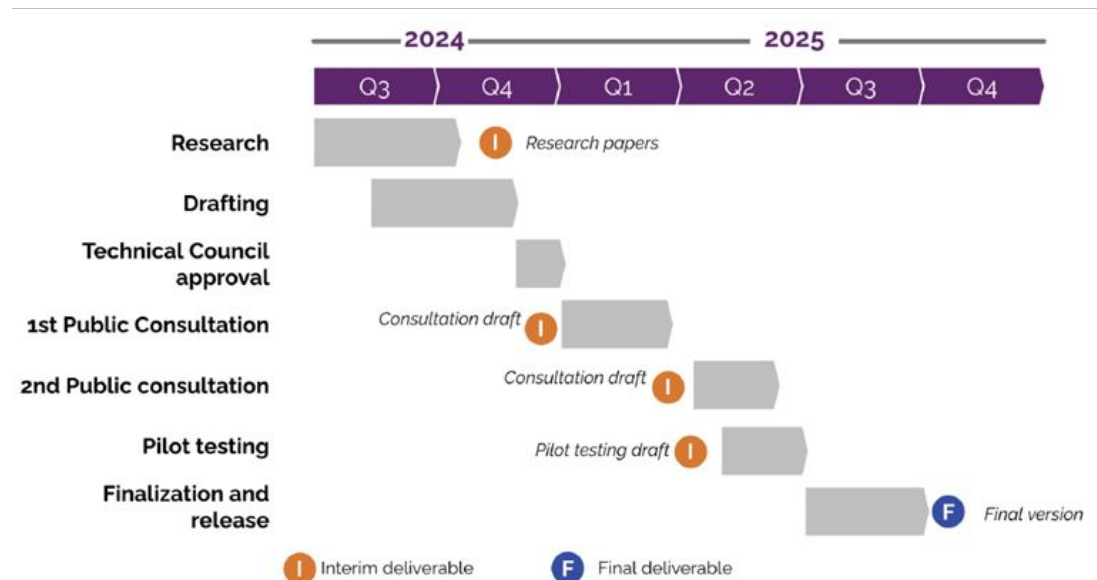 2024 2025
Q3 Q4 Q1 Q2 Q3 Q4
Research I Research papers
Drafting
Technical Council
approval
1st Public Consultation Consultation draft I
2nd Public consultation Consultation draft I
Pilot testing Pilot testing draft I
Finalization and
release F Final version
I Interim deliverable F Final deliverable